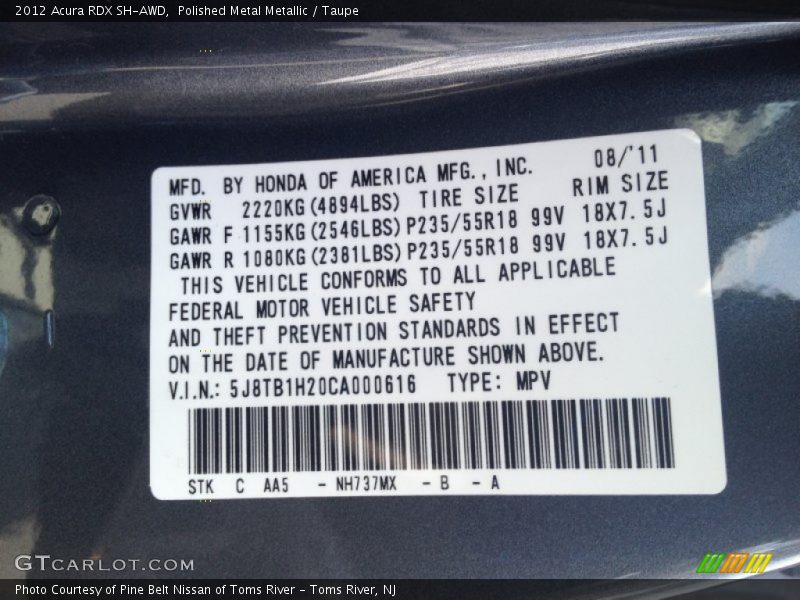 2012 Acura RDX SH-AWD,  Polished Metal Metallic / Taupe
08/'11
MFD. BY HONDA OF AMERICA MFG., INC.
GVWR 2220KG(4894LBS) TIRE SIZE RIM SIZE
GAWR F 1155KG(2546LBS)P235/55R18 99V 18X7.5J
GAWR R 1080KG(2381LBS)P235/55R18 99V 18X7.5J
THIS VEHICLE CONFORMS TO ALL APPLICABLE
FEDERAL MOTOR VEHICLE SAFETY
AND THEFT PREVENTION STANDARDS IN EFFECT
ON THE DATE OF MANUFACTURE SHOWN ABOVE.
V.I.N.: 5J8TB1H20CA000616 TYPE: MPV
STK C AA5 - NH737MX - B - A
GTCARLOT.COM
Photo Courtesy of Pine Belt Nissan of Toms River - Toms River, NJ